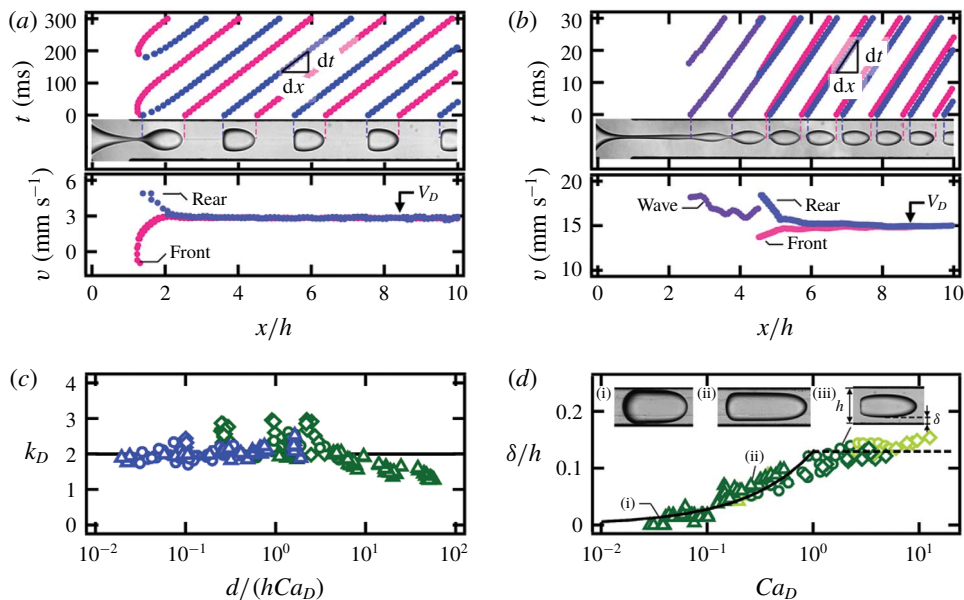 (a)
300
200
100
0
t (ms)
dt
dx
6
3
0
v (mm s⁻¹)
Rear
Front
V_D
0 2 4 6 8 10
x/h
(b)
30
20
10
0
t (ms)
dt
dx
20
15
10
v (mm s⁻¹)
Wave
Rear
Front
V_D
0 2 4 6 8 10
x/h
(c)
4
3
2
1
0
k_D
10⁻² 10⁻¹ 10⁰ 10¹ 10²
d/(hCa_D)
(d)
(i)
(ii)
(iii)
h
δ
0.2
0.1
0
δ/h
(i)
(ii)
10⁻² 10⁻¹ 10⁰ 10¹
Ca_D